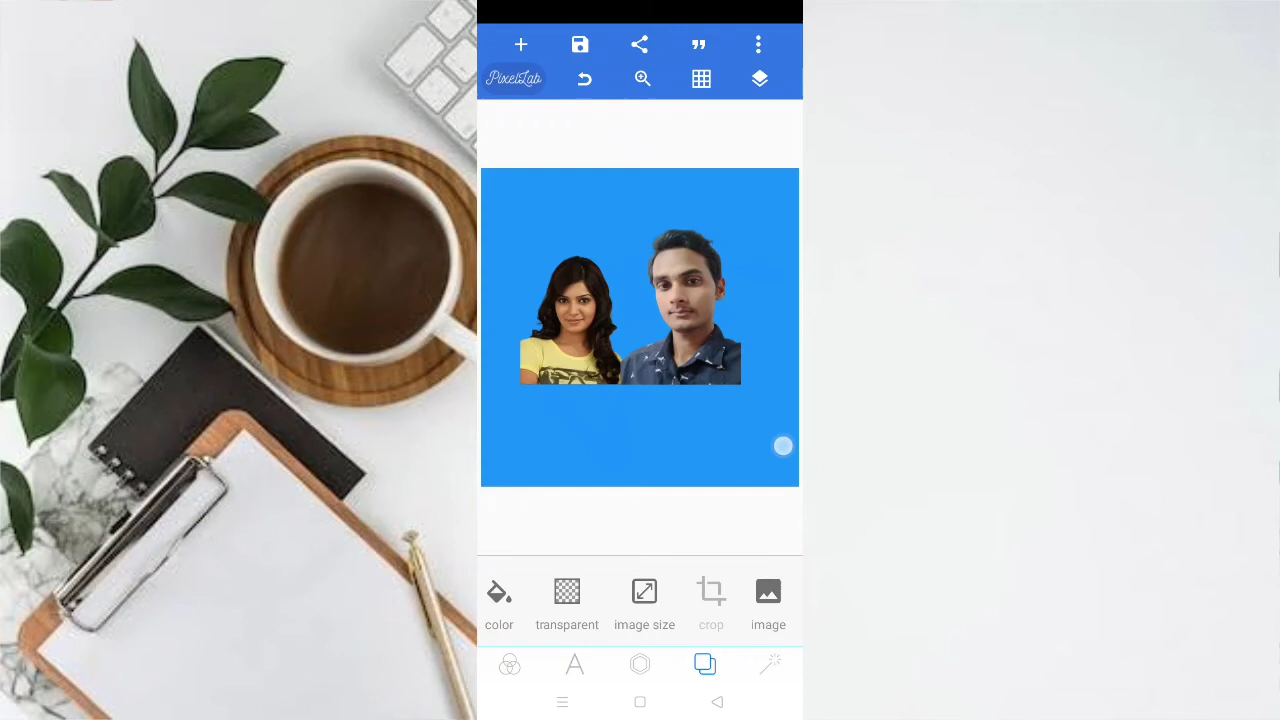 PixelLab
color
transparent
image size
crop
image